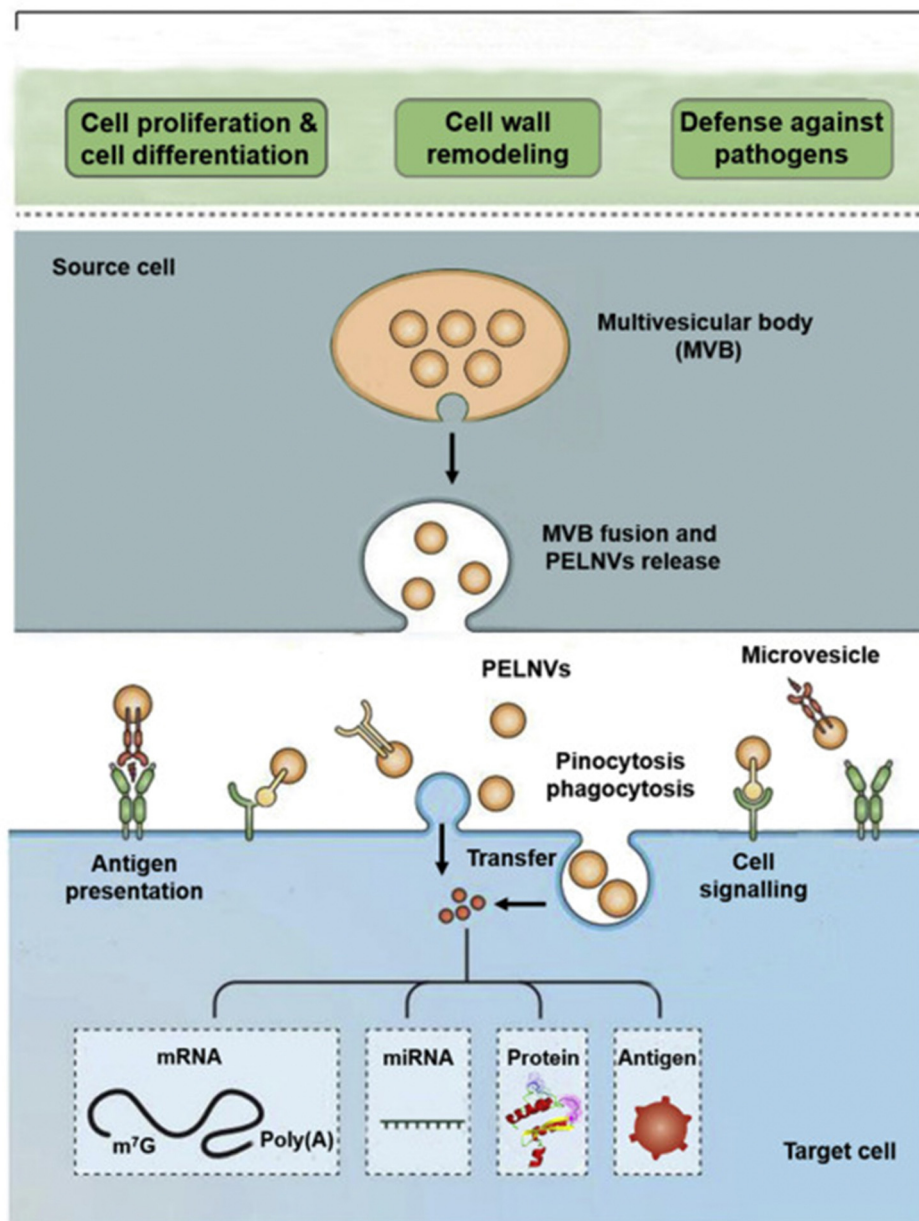 Cell proliferation &
cell differentiation
Cell wall
remodeling
Defense against
pathogens
Source cell
Multivesicular body
(MVB)
MVB fusion and
PELNVs release
PELNVs
Microvesicle
Pinocytosis
phagocytosis
Antigen
presentation
Transfer
Cell
signalling
mRNA
m⁷G
Poly(A)
miRNA
Protein
Antigen
Target cell